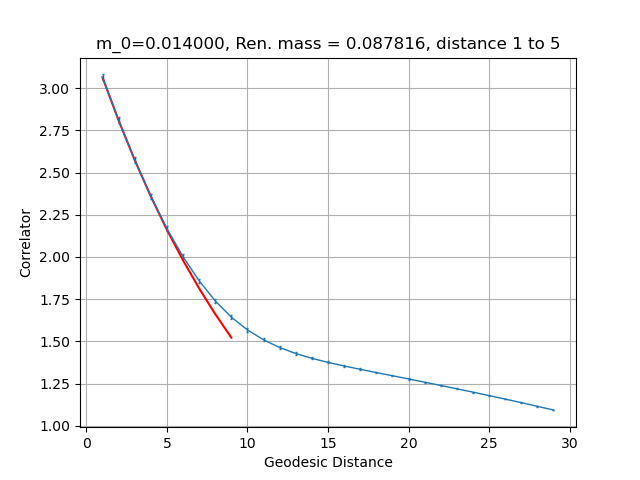 m_0=0.014000, Ren. mass = 0.087816, distance 1 to 5
3.00
2.75
2.50
2.25
2.00
1.75
1.50
1.25
1.00
Correlator
0 5 10 15 20 25 30
Geodesic Distance